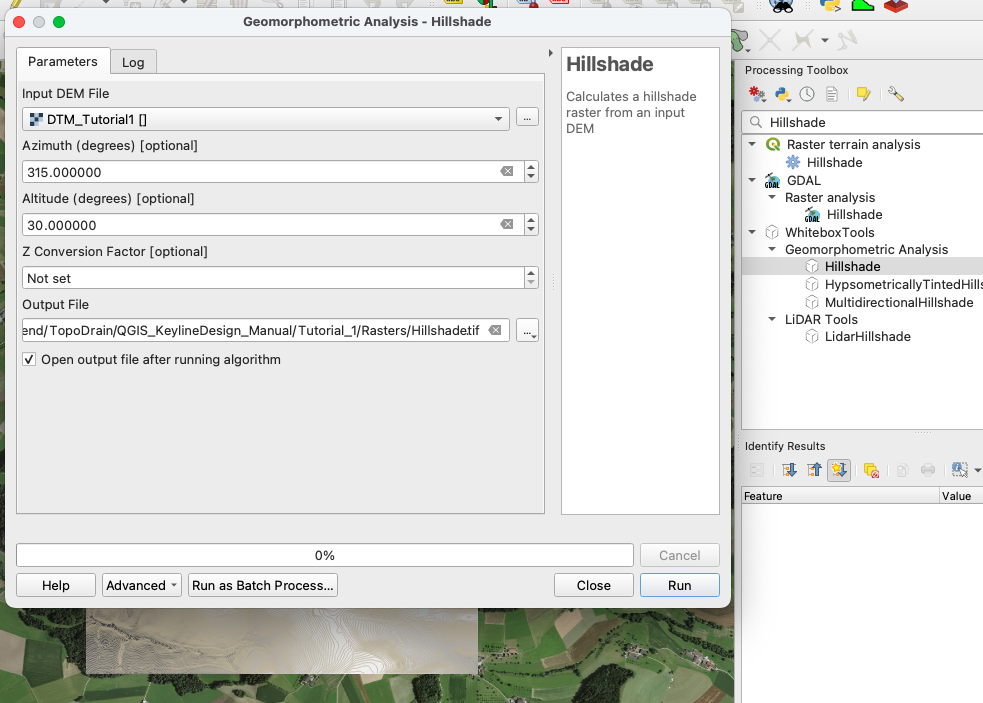 Geomorphometric Analysis - Hillshade
Parameters
Log
Input DEM File
DTM_Tutorial1 []
...
Azimuth (degrees) [optional]
315.000000
Altitude (degrees) [optional]
30.000000
Z Conversion Factor [optional]
Not set
Output File
end/TopoDrain/QGIS_KeylineDesign_Manual/Tutorial_1/Rasters/Hillshade.tif
...
Open output file after running algorithm
Hillshade
Calculates a hillshade
raster from an input
DEM
0%
Cancel
Help
Advanced
Run as Batch Process...
Close
Run
Processing Toolbox
Hillshade
Raster terrain analysis
Hillshade
GDAL
GDAL
Raster analysis
GDAL
Hillshade
WhiteboxTools
Geomorphometric Analysis
Hillshade
HypsometricallyTintedHills
MultidirectionalHillshade
LiDAR Tools
LidarHillshade
Identify Results
Feature
Value